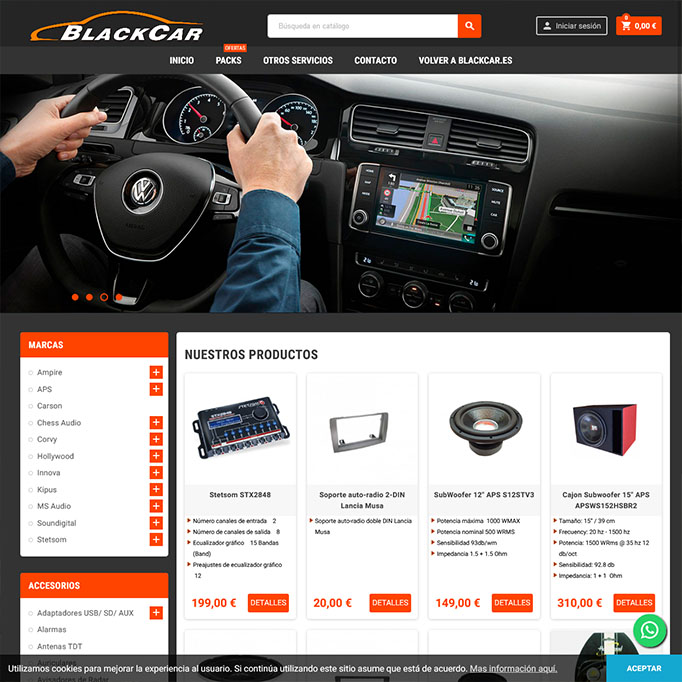 BLACKCAR
Búsqueda en catálogo
Iniciar sesión
0
0,00 €
OFERTAS
INICIO PACKS OTROS SERVICIOS CONTACTO VOLVER A BLACKCAR.ES
MARCAS
Ampire
APS
Carson
Chess Audio
Corvy
Hollywood
Innova
Kipus
MS Audio
Soundigital
Stetsom
ACCESORIOS
Adaptadores USB/ SD/ AUX
Alarmas
Antenas TDT
Auriculares
Avisadores de Radar
NUESTROS PRODUCTOS
Stetsom STX2848
Número canales de entrada 2
Número de canales de salida 8
Ecualizador gráfico 15 Bandas
(Band)
Preajustes de ecualizador gráfico
12
199,00 €
DETALLES
Soporte auto-radio 2-DIN
Lancia Musa
Soporte auto-radio doble DIN Lancia
Musa
20,00 €
DETALLES
SubWoofer 12" APS S12STV3
Potencia máxima 1000 WMAX
Potencia nominal 500 WRMS
Sensibilidad 93db/wm
Impedancia 1.5 + 1.5 Ohm
149,00 €
DETALLES
Cajon Subwoofer 15" APS
APSWS152HSBR2
Tamaño: 15" / 39 cm
Frecuency: 20 hz - 1500 hz
Potencia: 1500 WRms @ 35 hz 12
db/oct
Sensibilidad: 92.8 db
Impedancia: 1 + 1 Ohm
310,00 €
DETALLES
Utilizamos cookies para mejorar la experiencia al usuario. Si continúa utilizando este sitio asume que está de acuerdo. Mas información aquí.
ACEPTAR